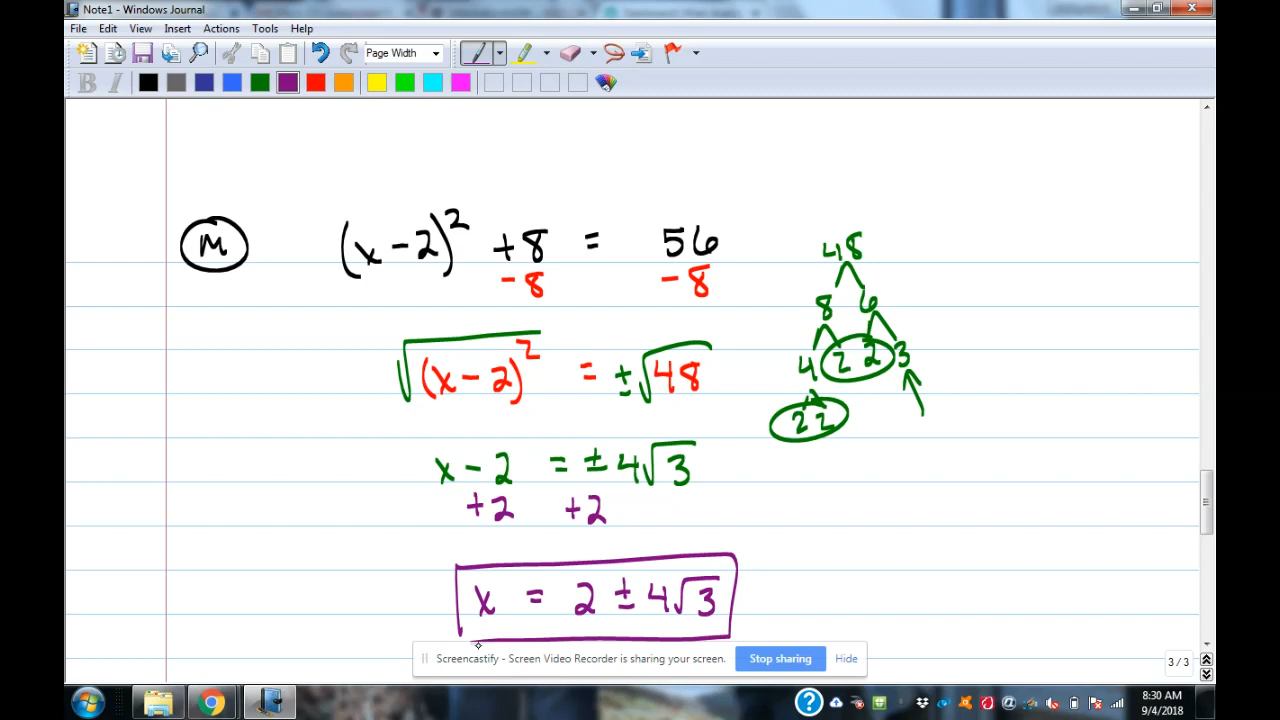 Note1 - Windows Journal
File Edit View Insert Actions Tools Help
Page Width
B I
M (x-2)² +8 = 56
-8 -8
48
8 6
4 2 2 3
2 2
√(x-2)² = ±√48
x-2 = ±4√3
+2 +2
x = 2 ± 4√3
Screencastify - Screen Video Recorder is sharing your screen. Stop sharing Hide
3 / 3
8:30 AM
9/4/2018